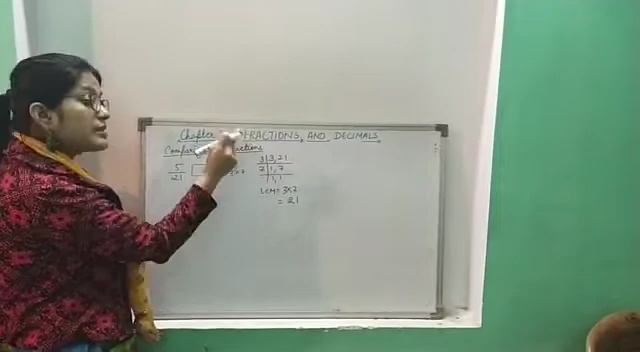 Chapter FRACTIONS, AND DECIMALS
Comparing fractions
5
21
3 | 3, 21
7 | 1, 7
1, 1
LCM = 3×7
= 21